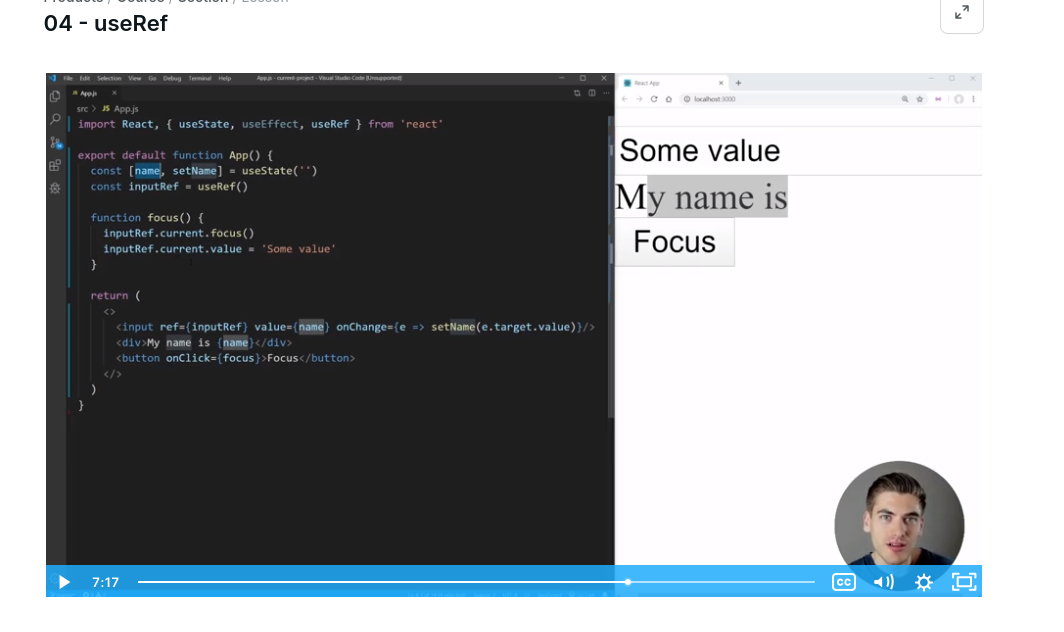 Products / Course / Section / Lesson
04 - useRef
File Edit Selection View Go Debug Terminal Help
App.js - current-project - Visual Studio Code [Unsupported]
JS App.js ×
src > JS App.js
import React, { useState, useEffect, useRef } from 'react'
export default function App() {
const [name, setName] = useState('')
const inputRef = useRef()
function focus() {
inputRef.current.focus()
inputRef.current.value = 'Some value'
}
return (
<>
<input ref={inputRef} value={name} onChange={e => setName(e.target.value)}/>
<div>My name is {name}</div>
<button onClick={focus}>Focus</button>
</>
)
}
React App
localhost:3000
Some value
My name is
Focus
7:17
CC